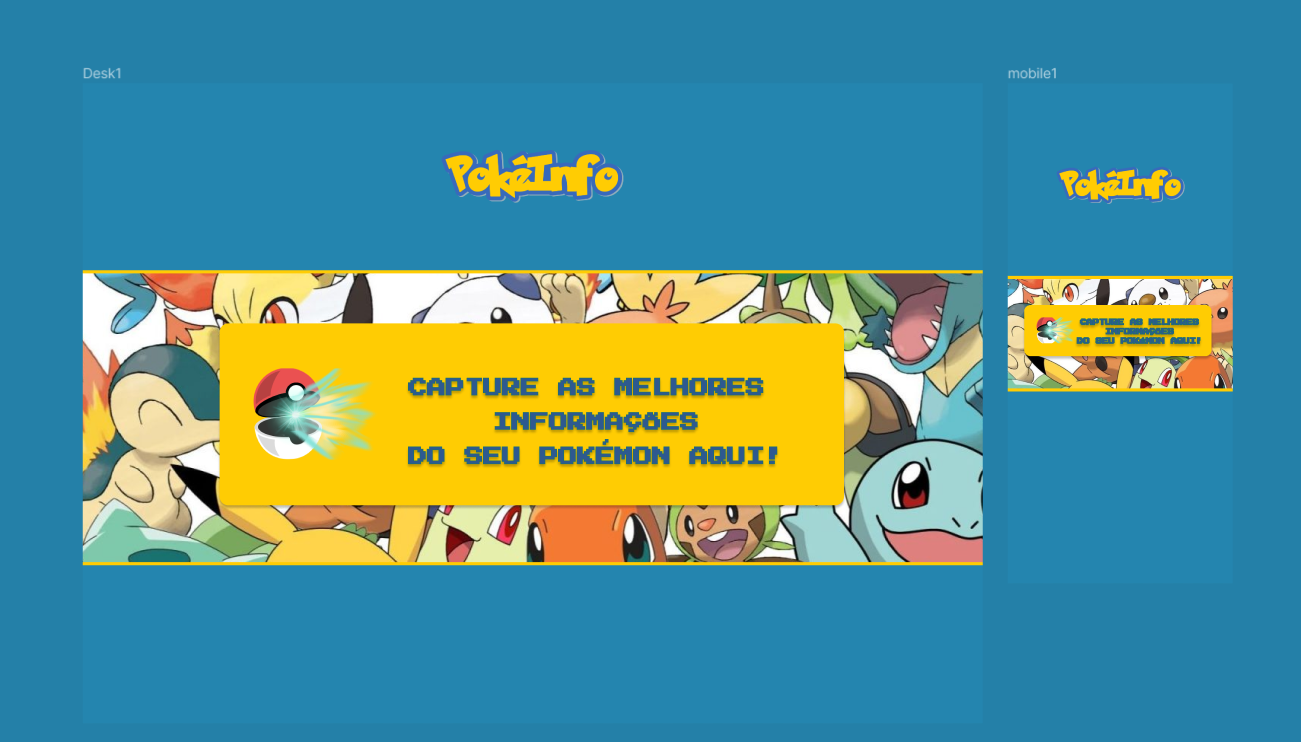 Desk1
mobile1
PokéInfo
PokéInfo
CAPTURE AS MELHORES
INFORMAÇÕES
DO SEU POKÉMON AQUI!
CAPTURE AS MELHORES
INFORMAÇÕES
DO SEU POKéMON AQUI!